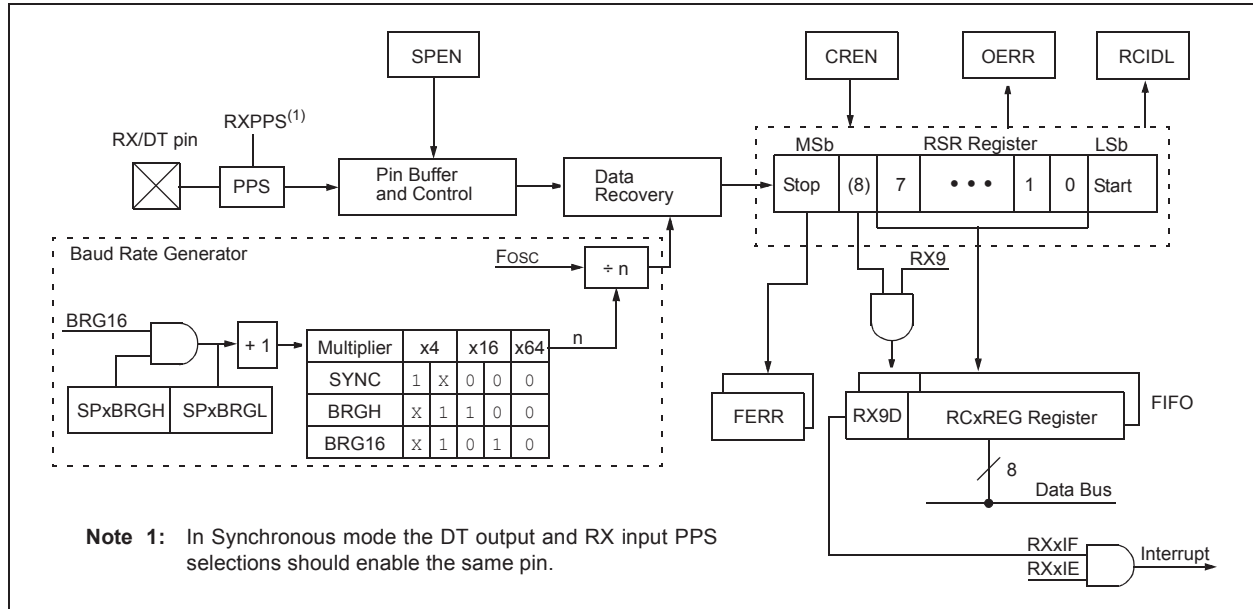 SPEN
CREN
OERR
RCIDL
RXPPS(1)
RX/DT pin
PPS
Pin Buffer
and Control
Data
Recovery
MSb
RSR Register
LSb
Stop (8) 7 • • • 1 0 Start
Baud Rate Generator
FOSC
÷ n
RX9
BRG16
+ 1
n
Multiplier x4 x16 x64
SYNC 1 X 0 0 0
BRGH X 1 1 0 0
BRG16 X 1 0 1 0
SPxBRGH SPxBRGL
FERR
RX9D
RCxREG Register
FIFO
8
Data Bus
RXxIF
RXxIE
Interrupt
Note 1: In Synchronous mode the DT output and RX input PPS
selections should enable the same pin.